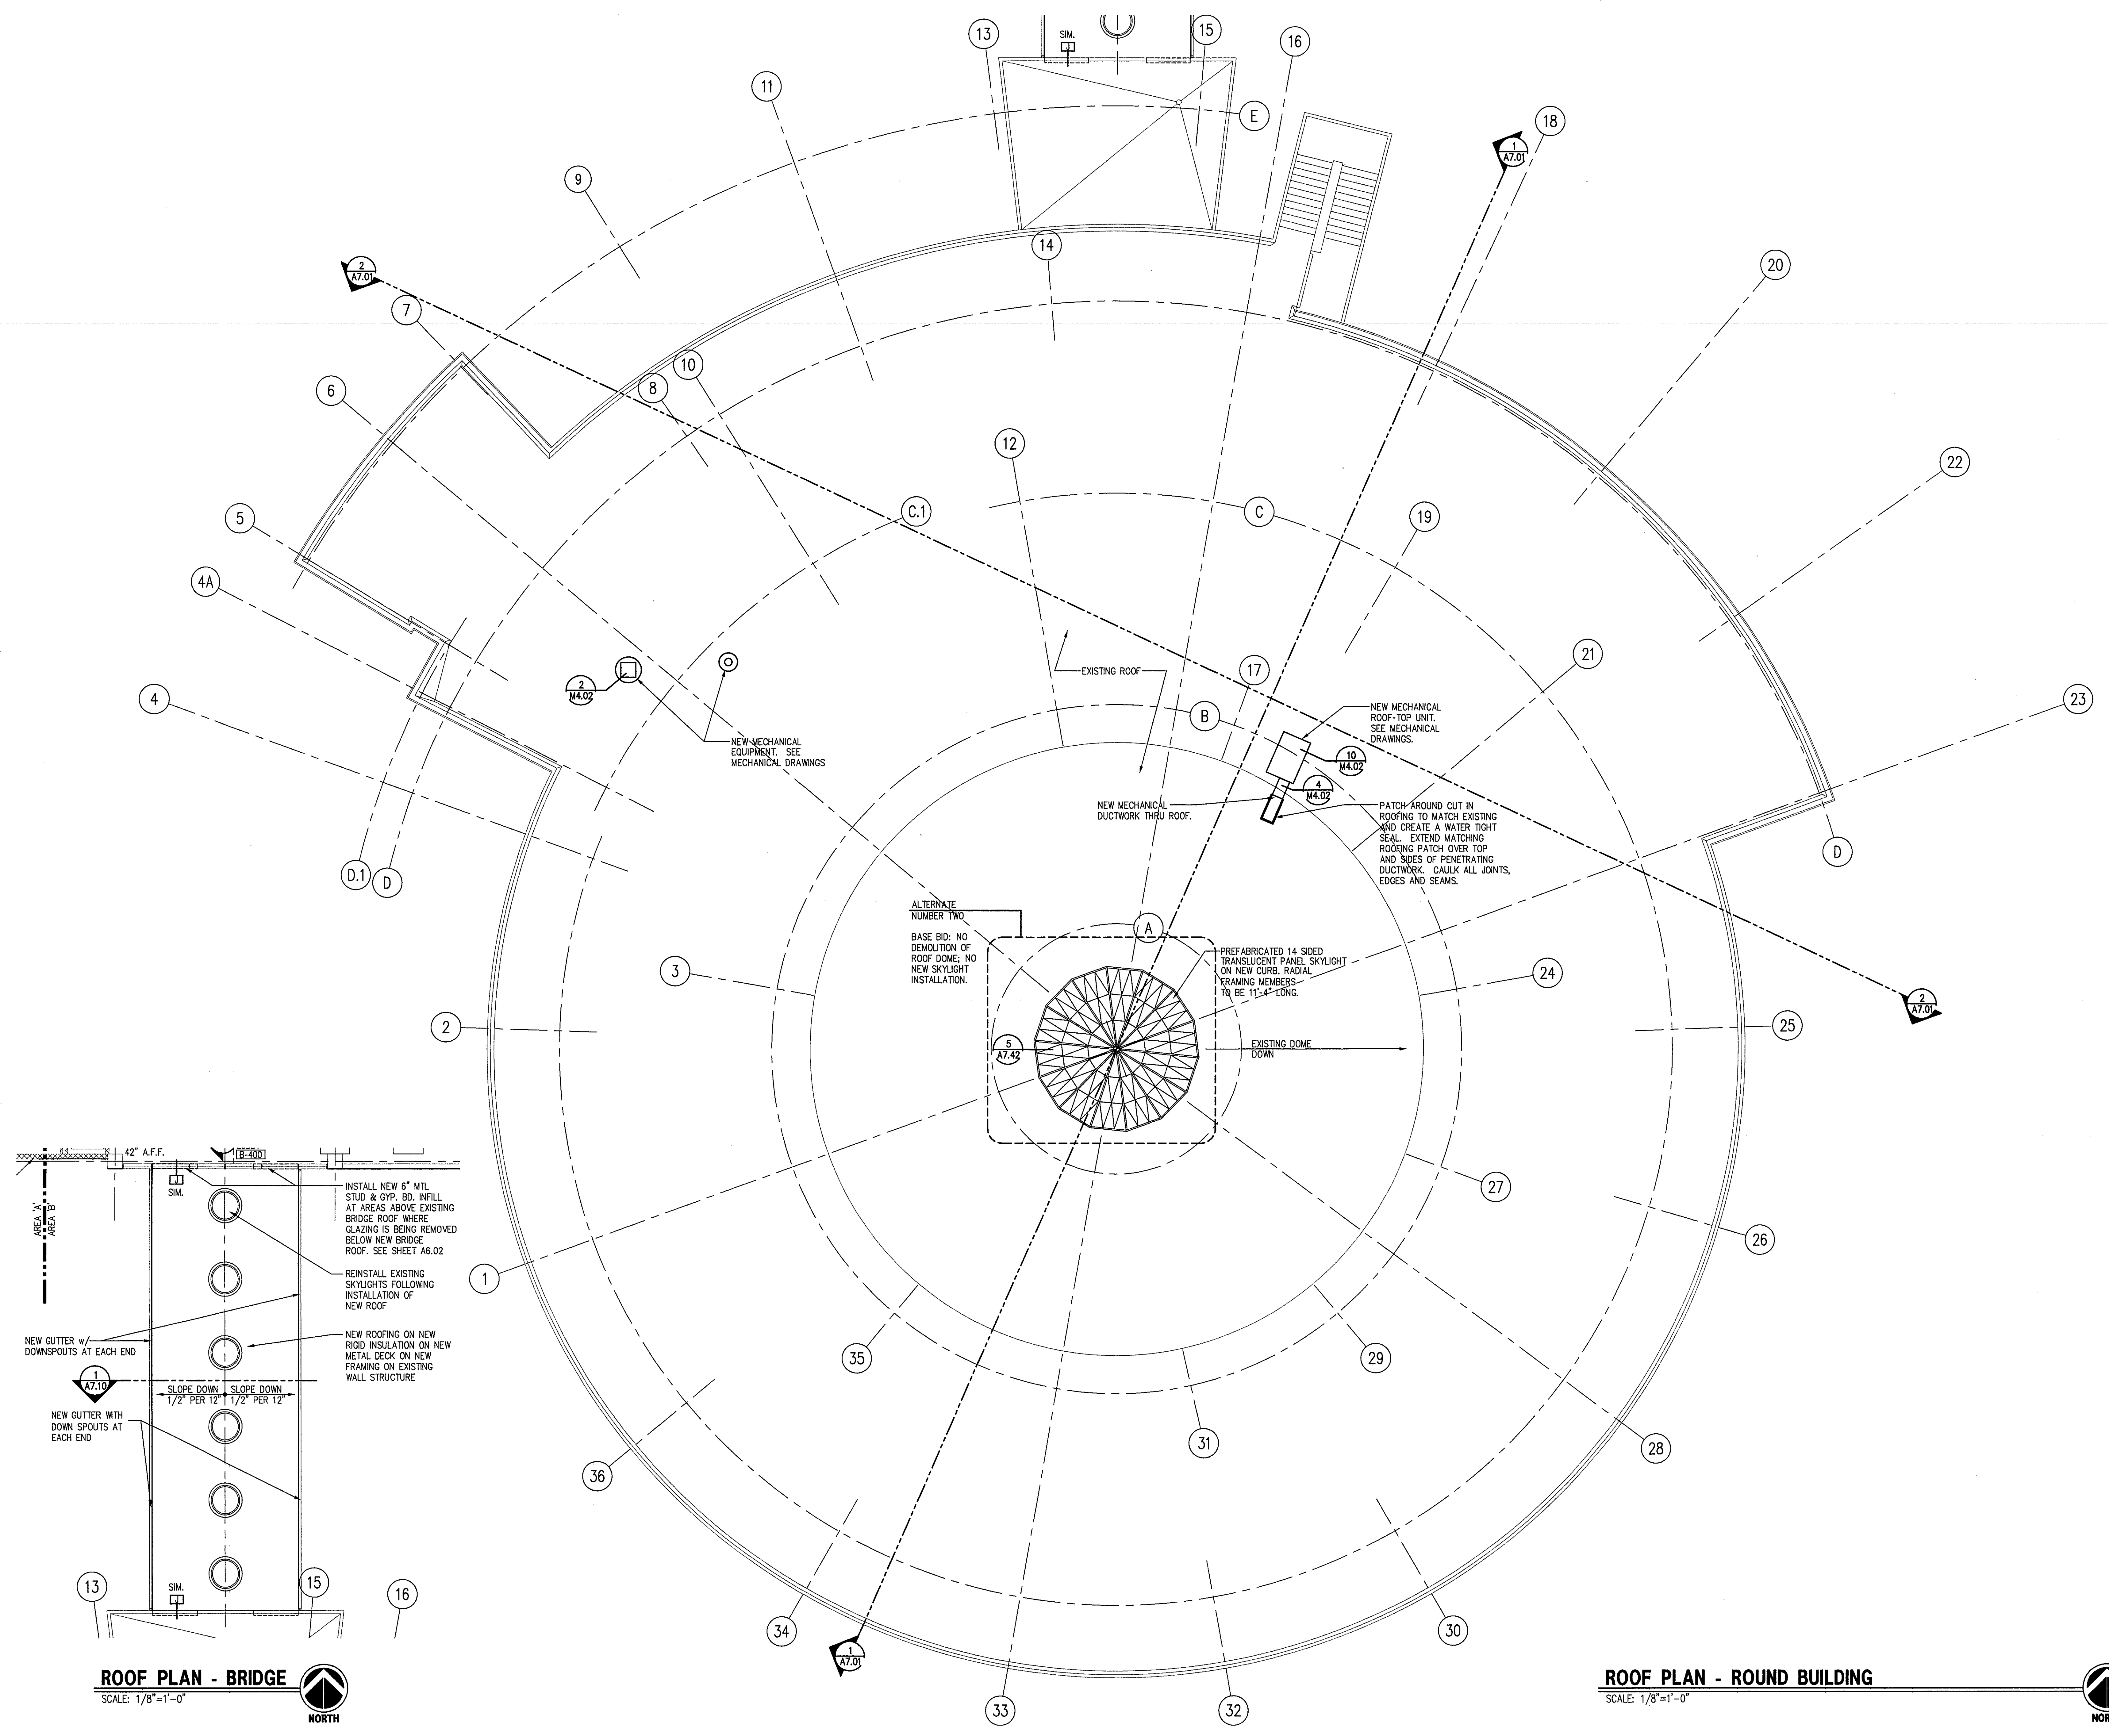 13
SIM.
J
15
16
11
E
18
1
A7.01
9
14
20
2
A7.01
7
10
8
6
12
22
C.1
C
19
5
4A
21
EXISTING ROOF
17
4
2
M4.02
23
B
NEW MECHANICAL
ROOF-TOP UNIT.
SEE MECHANICAL
DRAWINGS.
NEW MECHANICAL
EQUIPMENT. SEE
MECHANICAL DRAWINGS
10
M4.02
4
M4.02
NEW MECHANICAL
DUCTWORK THRU ROOF.
PATCH AROUND CUT IN
ROOFING TO MATCH EXISTING
AND CREATE A WATER TIGHT
SEAL. EXTEND MATCHING
ROOFING PATCH OVER TOP
AND SIDES OF PENETRATING
DUCTWORK. CAULK ALL JOINTS,
EDGES AND SEAMS.
D
D.1
D
ALTERNATE
NUMBER TWO
BASE BID: NO
DEMOLITION OF
ROOF DOME; NO
NEW SKYLIGHT
INSTALLATION.
A
PREFABRICATED 14 SIDED
TRANSLUCENT PANEL SKYLIGHT
ON NEW CURB. RADIAL
FRAMING MEMBERS
TO BE 11'-4" LONG.
3
24
2
A7.01
2
25
5
A7.42
EXISTING DOME
DOWN
27
26
1
35
29
31
28
36
34
30
1
A7.01
33
32
42" A.F.F.
B-400
J
SIM.
AREA 'A'
AREA 'B'
INSTALL NEW 6" MTL
STUD & GYP. BD. INFILL
AT AREAS ABOVE EXISTING
BRIDGE ROOF WHERE
GLAZING IS BEING REMOVED
BELOW NEW BRIDGE
ROOF. SEE SHEET A6.02
REINSTALL EXISTING
SKYLIGHTS FOLLOWING
INSTALLATION OF
NEW ROOF
NEW GUTTER w/
DOWNSPOUTS AT EACH END
NEW ROOFING ON NEW
RIGID INSULATION ON NEW
METAL DECK ON NEW
FRAMING ON EXISTING
WALL STRUCTURE
1
A7.10
SLOPE DOWN SLOPE DOWN
1/2" PER 12" 1/2" PER 12"
NEW GUTTER WITH
DOWN SPOUTS AT
EACH END
13
SIM.
J
15
16
ROOF PLAN - BRIDGE
SCALE: 1/8"=1'-0"
NORTH
ROOF PLAN - ROUND BUILDING
SCALE: 1/8"=1'-0"